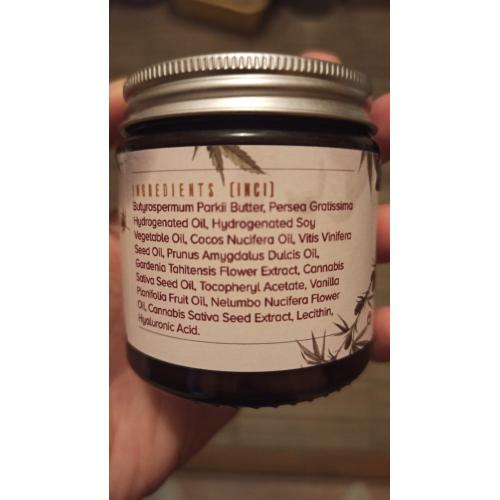 INGREDIENTS (INCI)
Butyrospermum Parkii Butter, Persea Gratissima
Hydrogenated Oil, Hydrogenated Soy
Vegetable Oil, Cocos Nucifera Oil, Vitis Vinifera
Seed Oil, Prunus Amygdalus Dulcis Oil,
Gardenia Tahitensis Flower Extract, Cannabis
Sativa Seed Oil, Tocopheryl Acetate, Vanilla
Planifolia Fruit Oil, Nelumbo Nucifera Flower
Oil, Cannabis Sativa Seed Extract, Lecithin,
Hyaluronic Acid.